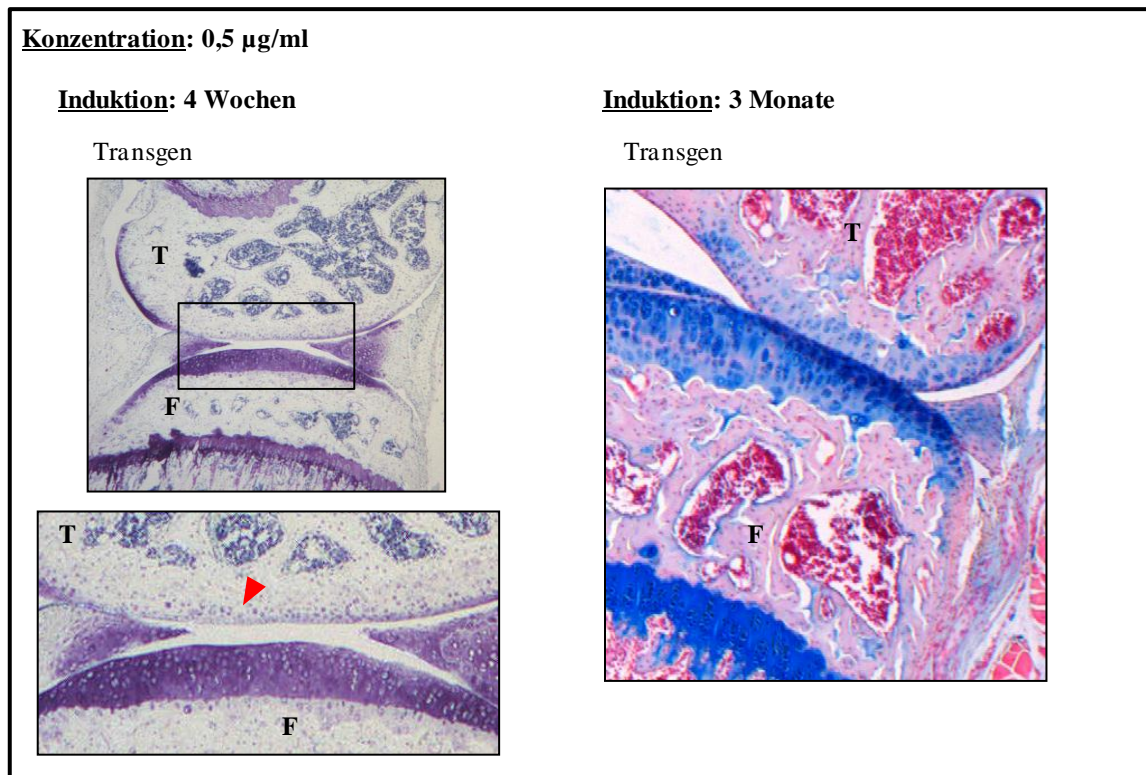 Konzentration: 0,5 µg/ml
Induktion: 4 Wochen
Transgen
T
F
T
F
Induktion: 3 Monate
Transgen
T
F